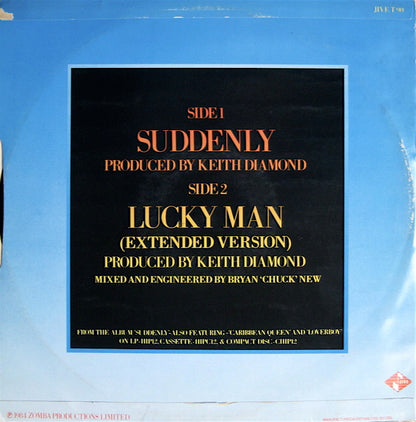 JIVE T 90
SIDE 1
SUDDENLY
PRODUCED BY KEITH DIAMOND
SIDE 2
LUCKY MAN
(EXTENDED VERSION)
PRODUCED BY KEITH DIAMOND
MIXED AND ENGINEERED BY BRYAN 'CHUCK' NEW
FROM THE ALBUM 'SUDDENLY'-ALSO FEATURING-'CARIBBEAN QUEEN' AND 'LOVERBOY'
ON LP-HIP12, CASSETTE-HIPC12, & COMPACT DISC-CHIP12
℗ 1984 ZOMBA PRODUCTIONS LIMITED